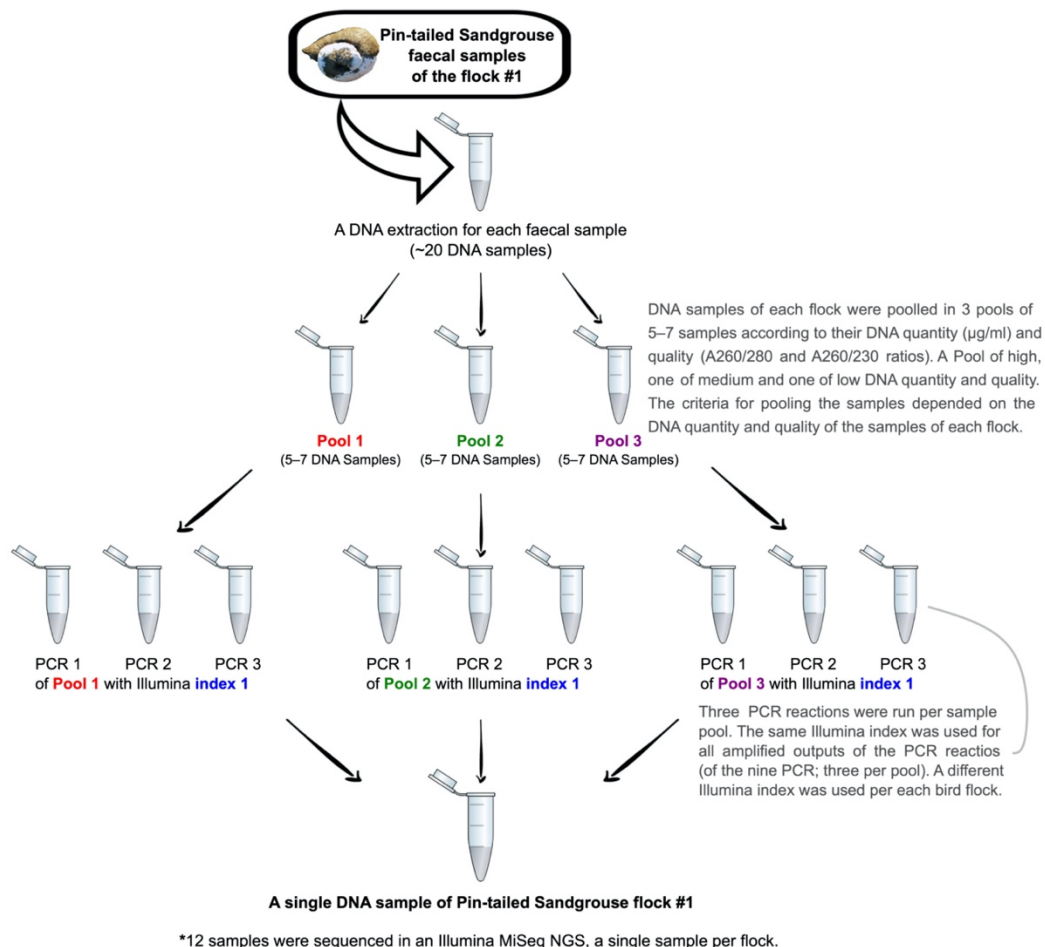 Pin-tailed Sandgrouse
faecal samples
of the flock #1
A DNA extraction for each faecal sample
(~20 DNA samples)
DNA samples of each flock were poolled in 3 pools of
5–7 samples according to their DNA quantity (µg/ml) and
quality (A260/280 and A260/230 ratios). A Pool of high,
one of medium and one of low DNA quantity and quality.
The criteria for pooling the samples depended on the
DNA quantity and quality of the samples of each flock.
Pool 1
(5–7 DNA Samples)
Pool 2
(5–7 DNA Samples)
Pool 3
(5–7 DNA Samples)
PCR 1 PCR 2 PCR 3
of Pool 1 with Illumina index 1
PCR 1 PCR 2 PCR 3
of Pool 2 with Illumina index 1
PCR 1 PCR 2 PCR 3
of Pool 3 with Illumina index 1
Three PCR reactions were run per sample
pool. The same Illumina index was used for
all amplified outputs of the PCR reactios
(of the nine PCR; three per pool). A different
Illumina index was used per each bird flock.
A single DNA sample of Pin-tailed Sandgrouse flock #1
*12 samples were sequenced in an Illumina MiSeq NGS, a single sample per flock.